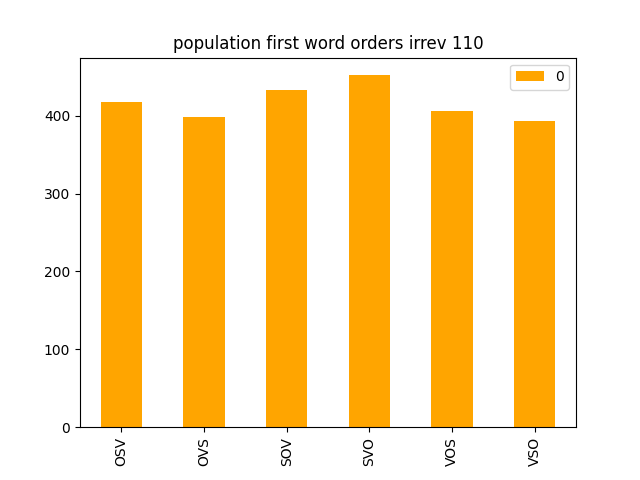 population first word orders irrev 110
0
400
300
200
100
0
OSV
OVS
SOV
SVO
VOS
VSO